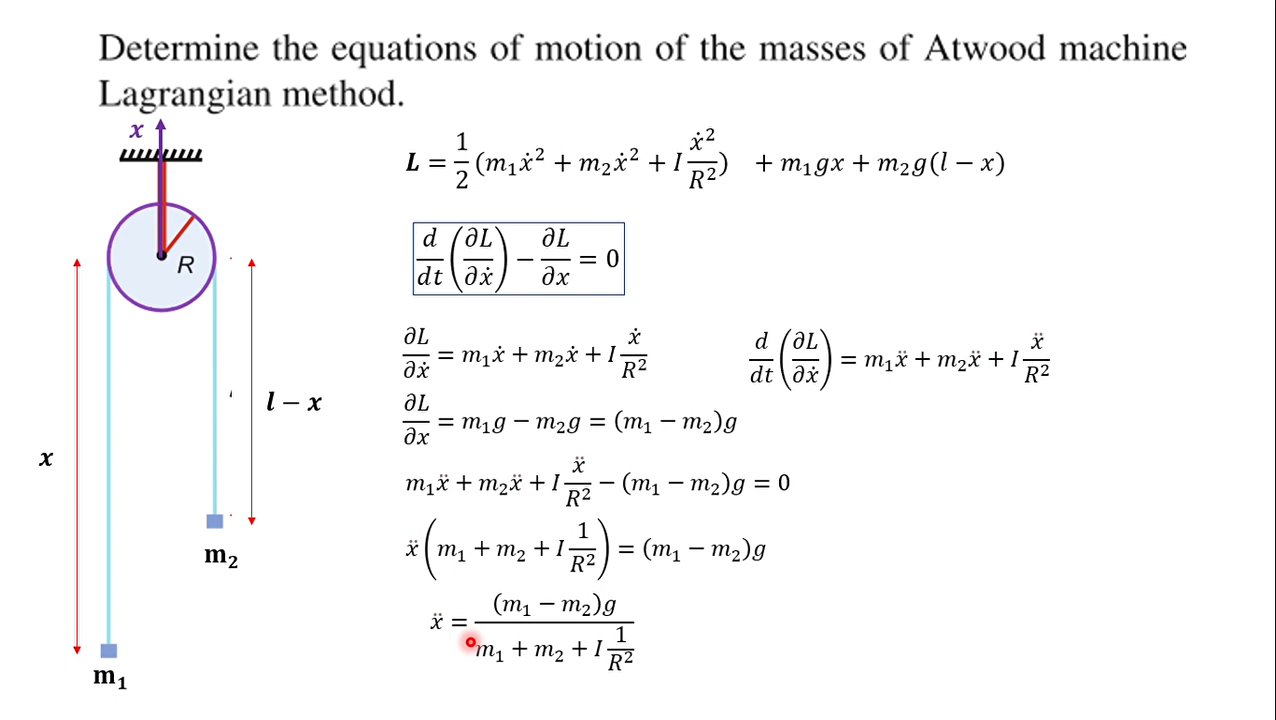 Determine the equations of motion of the masses of Atwood machine
Lagrangian method.
x
L = 1/2 (m₁ẋ² + m₂ẋ² + I ẋ²/R²) + m₁gx + m₂g(l − x)
R
d/dt (∂L/∂ẋ) − ∂L/∂x = 0
∂L/∂ẋ = m₁ẋ + m₂ẋ + I ẋ/R²
d/dt (∂L/∂ẋ) = m₁ẍ + m₂ẍ + I ẍ/R²
l − x
∂L/∂x = m₁g − m₂g = (m₁ − m₂)g
x
m₁ẍ + m₂ẍ + I ẍ/R² − (m₁ − m₂)g = 0
m₂
ẍ (m₁ + m₂ + I 1/R²) = (m₁ − m₂)g
ẍ = (m₁ − m₂)g / (m₁ + m₂ + I 1/R²)
m₁